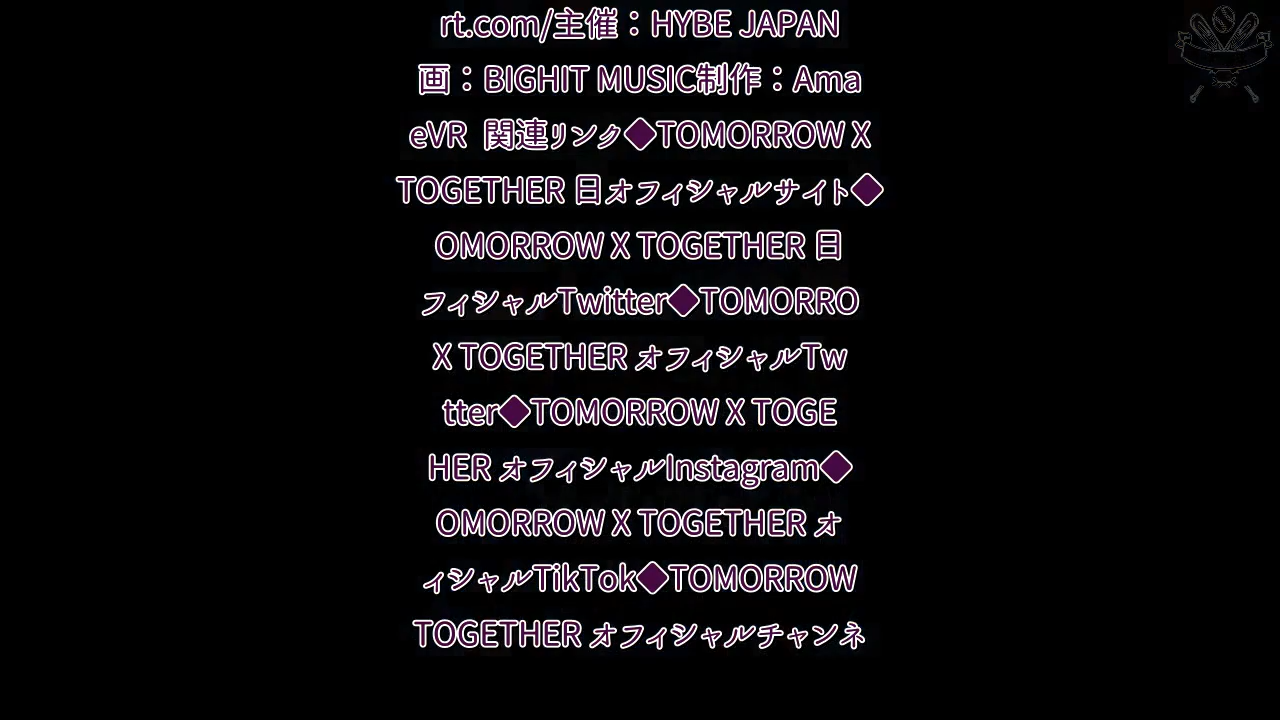 rt.com/主催：HYBE JAPAN
画：BIGHIT MUSIC制作：Ama
eVR 関連リンク◆TOMORROW X
TOGETHER 日オフィシャルサイト◆
OMORROW X TOGETHER 日
フィシャルTwitter◆TOMORRO
X TOGETHER オフィシャルTw
tter◆TOMORROW X TOGE
HER オフィシャルInstagram◆
OMORROW X TOGETHER オ
ィシャルTikTok◆TOMORROW
TOGETHER オフィシャルチャンネ